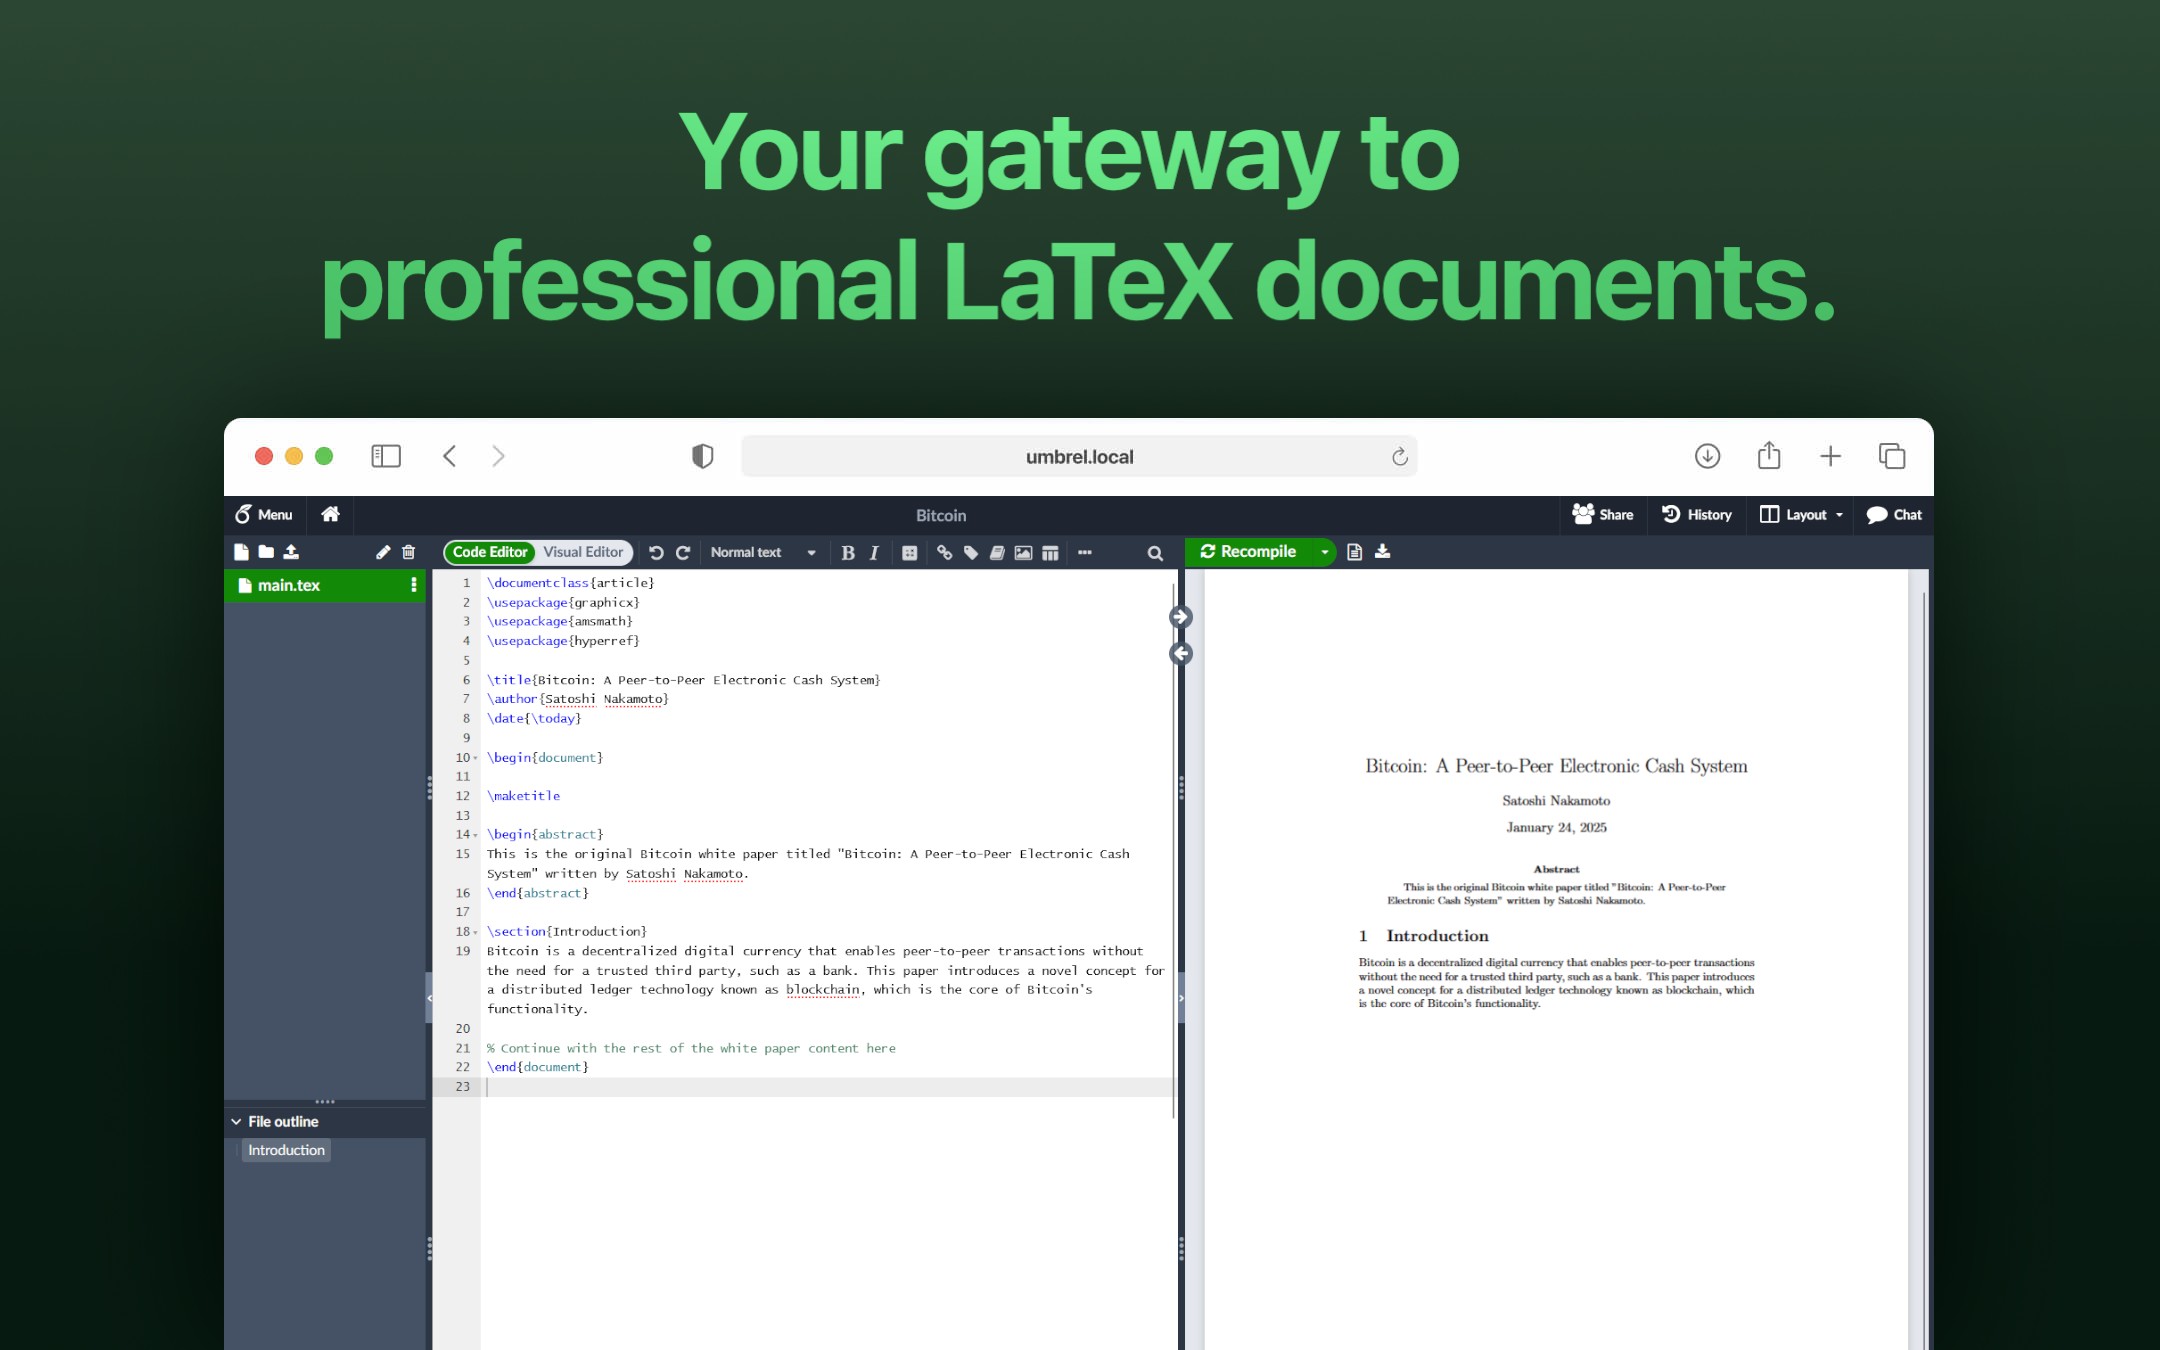 Your gateway to
professional LaTeX documents.
umbrel.local
Menu
Bitcoin
Share
History
Layout
Chat
Code Editor
Visual Editor
Normal text
B I
Recompile
main.tex
File outline
Introduction
1 \documentclass{article}
2 \usepackage{graphicx}
3 \usepackage{amsmath}
4 \usepackage{hyperref}
5
6 \title{Bitcoin: A Peer-to-Peer Electronic Cash System}
7 \author{Satoshi Nakamoto}
8 \date{\today}
9
10 \begin{document}
11
12 \maketitle
13
14 \begin{abstract}
15 This is the original Bitcoin white paper titled "Bitcoin: A Peer-to-Peer Electronic Cash
System" written by Satoshi Nakamoto.
16 \end{abstract}
17
18 \section{Introduction}
19 Bitcoin is a decentralized digital currency that enables peer-to-peer transactions without
the need for a trusted third party, such as a bank. This paper introduces a novel concept for
a distributed ledger technology known as blockchain, which is the core of Bitcoin's
functionality.
20
21 % Continue with the rest of the white paper content here
22 \end{document}
23
Bitcoin: A Peer-to-Peer Electronic Cash System
Satoshi Nakamoto
January 24, 2025
Abstract
This is the original Bitcoin white paper titled "Bitcoin: A Peer-to-Peer
Electronic Cash System" written by Satoshi Nakamoto.
1 Introduction
Bitcoin is a decentralized digital currency that enables peer-to-peer transactions
without the need for a trusted third party, such as a bank. This paper introduces
a novel concept for a distributed ledger technology known as blockchain, which
is the core of Bitcoin's functionality.